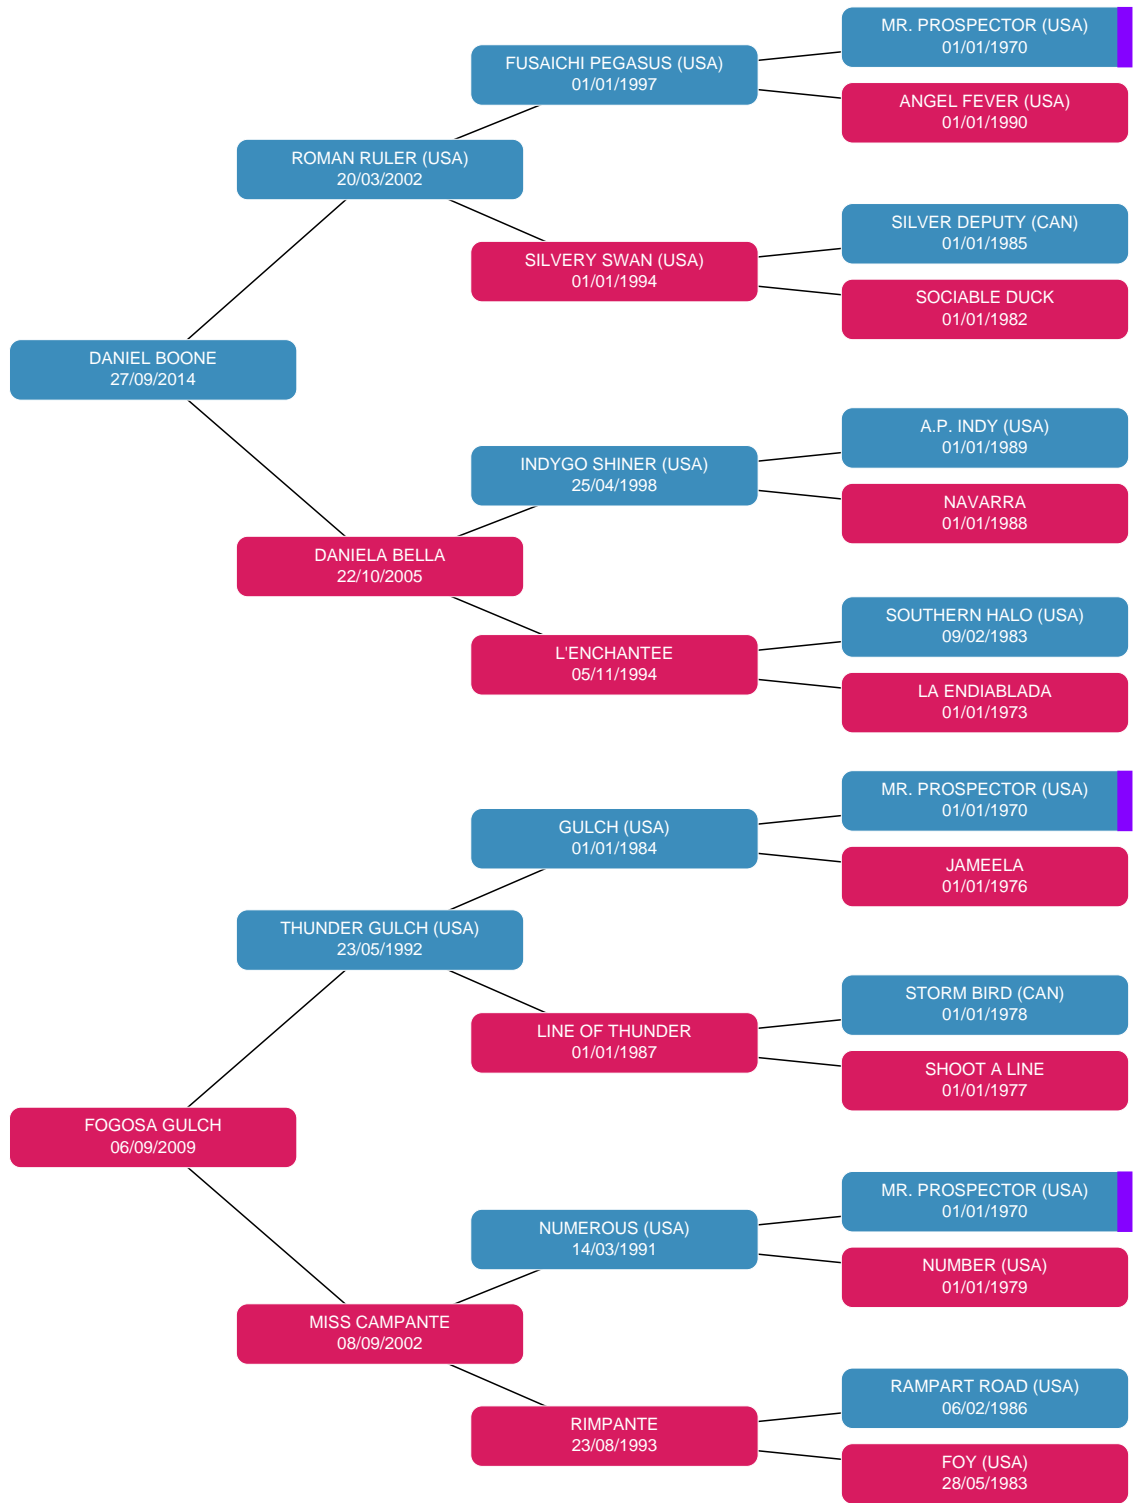 MR. PROSPECTOR (USA)
01/01/1970
FUSAICHI PEGASUS (USA)
01/01/1997
ANGEL FEVER (USA)
01/01/1990
ROMAN RULER (USA)
20/03/2002
SILVER DEPUTY (CAN)
01/01/1985
SILVERY SWAN (USA)
01/01/1994
SOCIABLE DUCK
01/01/1982
DANIEL BOONE
27/09/2014
A.P. INDY (USA)
01/01/1989
INDYGO SHINER (USA)
25/04/1998
NAVARRA
01/01/1988
DANIELA BELLA
22/10/2005
SOUTHERN HALO (USA)
09/02/1983
L'ENCHANTEE
05/11/1994
LA ENDIABLADA
01/01/1973
MR. PROSPECTOR (USA)
01/01/1970
GULCH (USA)
01/01/1984
JAMEELA
01/01/1976
THUNDER GULCH (USA)
23/05/1992
STORM BIRD (CAN)
01/01/1978
LINE OF THUNDER
01/01/1987
SHOOT A LINE
01/01/1977
FOGOSA GULCH
06/09/2009
MR. PROSPECTOR (USA)
01/01/1970
NUMEROUS (USA)
14/03/1991
NUMBER (USA)
01/01/1979
MISS CAMPANTE
08/09/2002
RAMPART ROAD (USA)
06/02/1986
RIMPANTE
23/08/1993
FOY (USA)
28/05/1983